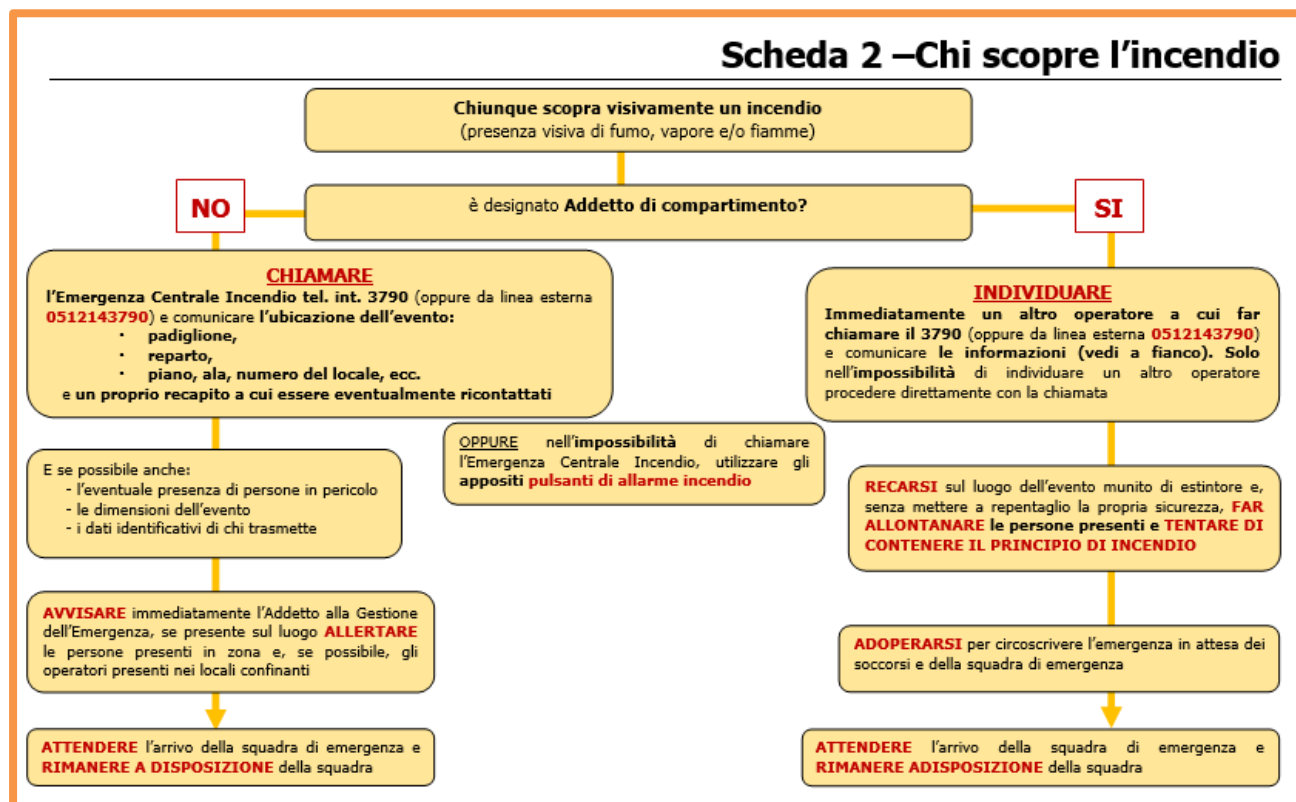 Scheda 2 –Chi scopre l’incendio
Chiunque scopra visivamente un incendio
(presenza visiva di fumo, vapore e/o fiamme)
è designato Addetto di compartimento?
NO
SI
CHIAMARE
l’Emergenza Centrale Incendio tel. int. 3790 (oppure da linea esterna
0512143790) e comunicare l’ubicazione dell’evento:
· padiglione,
· reparto,
· piano, ala, numero del locale, ecc.
e un proprio recapito a cui essere eventualmente ricontattati
INDIVIDUARE
Immediatamente un altro operatore a cui far
chiamare il 3790 (oppure da linea esterna 0512143790)
e comunicare le informazioni (vedi a fianco). Solo
nell’impossibilità di individuare un altro operatore
procedere direttamente con la chiamata
OPPURE nell’impossibilità di chiamare
l’Emergenza Centrale Incendio, utilizzare gli
appositi pulsanti di allarme incendio
E se possibile anche:
- l’eventuale presenza di persone in pericolo
- le dimensioni dell’evento
- i dati identificativi di chi trasmette
RECARSI sul luogo dell’evento munito di estintore e,
senza mettere a repentaglio la propria sicurezza, FAR
ALLONTANARE le persone presenti e TENTARE DI
CONTENERE IL PRINCIPIO DI INCENDIO
AVVISARE immediatamente l’Addetto alla Gestione
dell’Emergenza, se presente sul luogo ALLERTARE
le persone presenti in zona e, se possibile, gli
operatori presenti nei locali confinanti
ADOPERARSI per circoscrivere l’emergenza in attesa dei
soccorsi e della squadra di emergenza
ATTENDERE l’arrivo della squadra di emergenza e
RIMANERE A DISPOSIZIONE della squadra
ATTENDERE l’arrivo della squadra di emergenza e
RIMANERE ADISPOSIZIONE della squadra